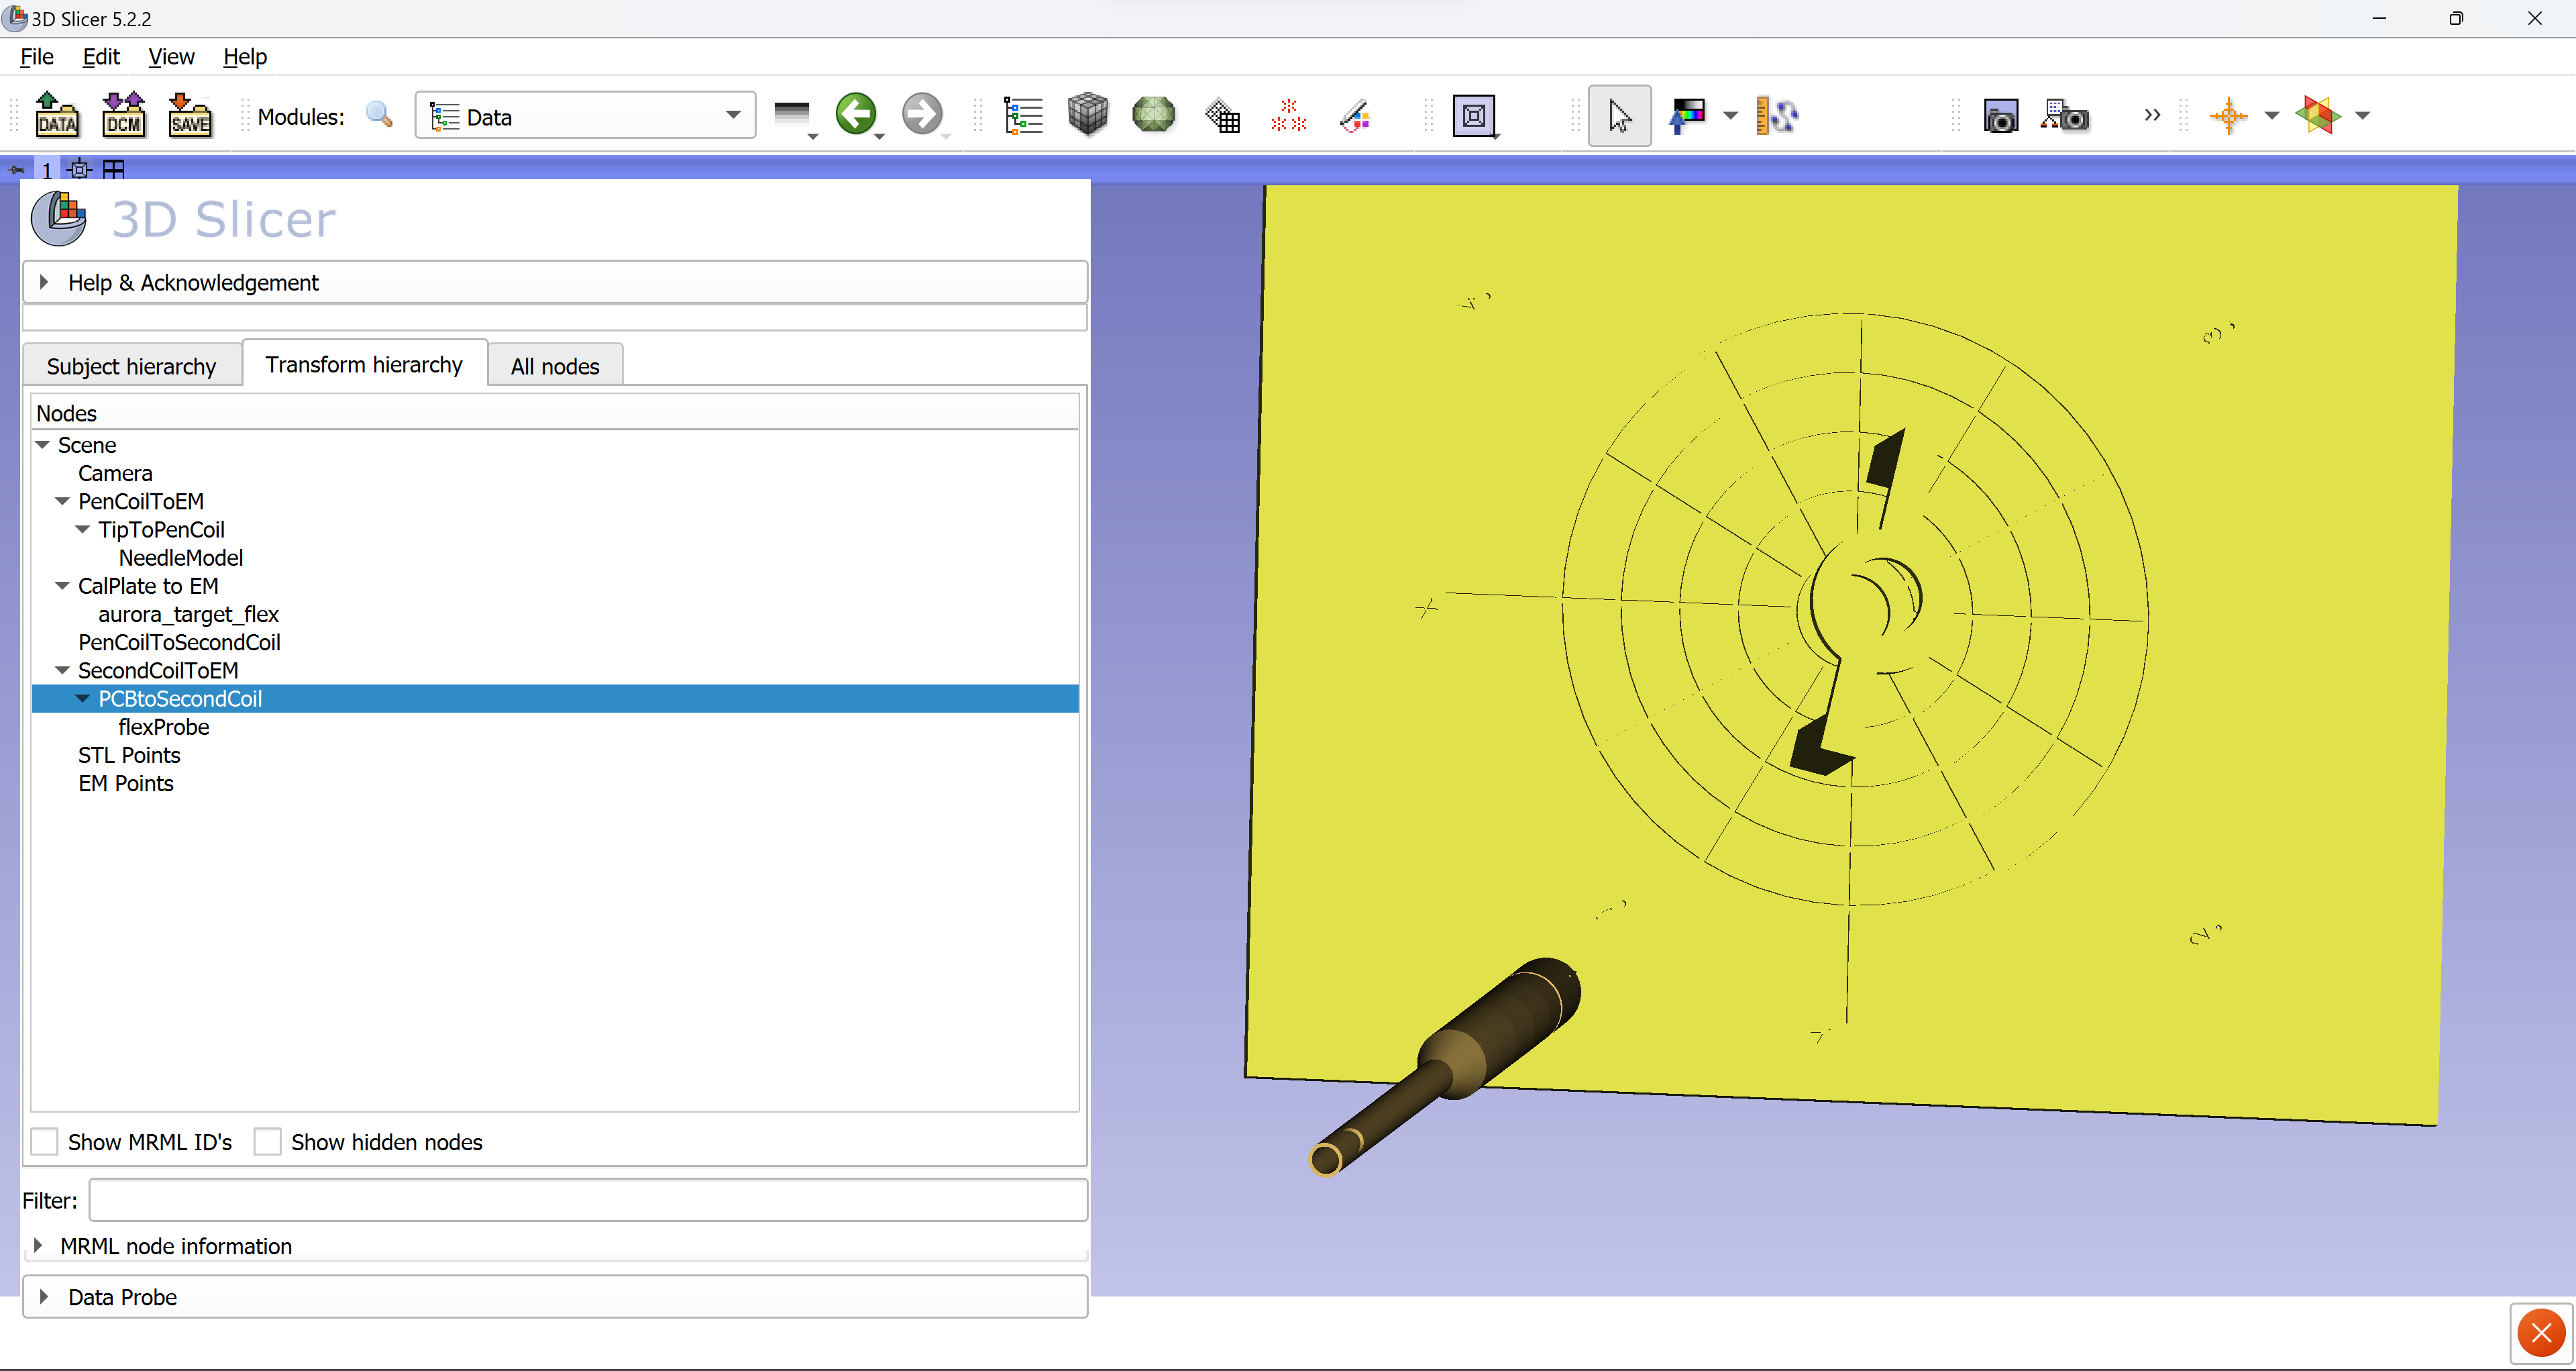 3D Slicer 5.2.2
File Edit View Help
DATA DCM SAVE Modules: Data
1
3D Slicer
Help & Acknowledgement
Subject hierarchy Transform hierarchy All nodes
Nodes
Scene
Camera
PenCoilToEM
TipToPenCoil
NeedleModel
CalPlate to EM
aurora_target_flex
PenCoilToSecondCoil
SecondCoilToEM
PCBtoSecondCoil
flexProbe
STL Points
EM Points
Show MRML ID's Show hidden nodes
Filter:
MRML node information
Data Probe